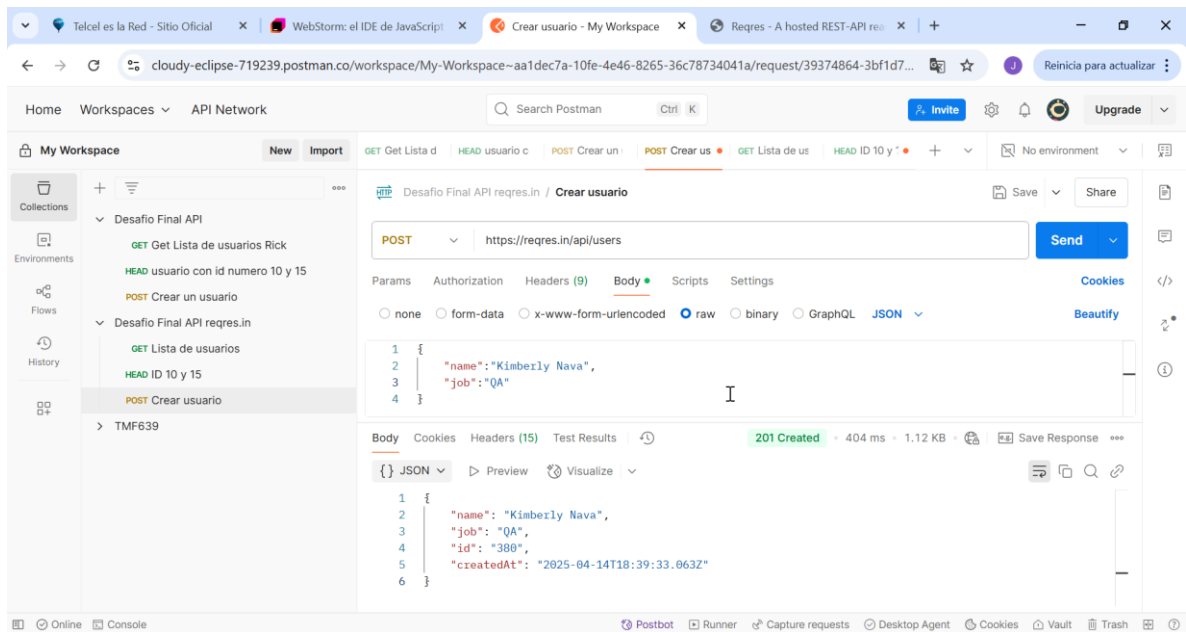 Telcel es la Red - Sitio Oficial
WebStorm: el IDE de JavaScript
Crear usuario - My Workspace
Reqres - A hosted REST-API rea
cloudy-eclipse-719239.postman.co/workspace/My-Workspace~aa1dec7a-10fe-4e46-8265-36c78734041a/request/39374864-3bf1d7...
J
Reinicia para actualizar
Home Workspaces API Network
Search Postman Ctrl K
Invite
Upgrade
My Workspace New Import
GET Get Lista d HEAD usuario c POST Crear un POST Crear us GET Lista de us HEAD ID 10 y
No environment
Collections
Environments
Flows
History
Desafio Final API
GET Get Lista de usuarios Rick
HEAD usuario con id numero 10 y 15
POST Crear un usuario
Desafio Final API reqres.in
GET Lista de usuarios
HEAD ID 10 y 15
POST Crear usuario
TMF639
HTTP Desafio Final API reqres.in / Crear usuario
Save Share
POST https://reqres.in/api/users Send
Params Authorization Headers (9) Body Scripts Settings Cookies
none form-data x-www-form-urlencoded raw binary GraphQL JSON Beautify
1 {
2 "name":"Kimberly Nava",
3 "job":"QA"
4 }
Body Cookies Headers (15) Test Results 201 Created 404 ms 1.12 KB Save Response
{} JSON Preview Visualize
1 {
2 "name": "Kimberly Nava",
3 "job": "QA",
4 "id": "380",
5 "createdAt": "2025-04-14T18:39:33.063Z"
6 }
Online Console Postbot Runner Capture requests Desktop Agent Cookies Vault Trash